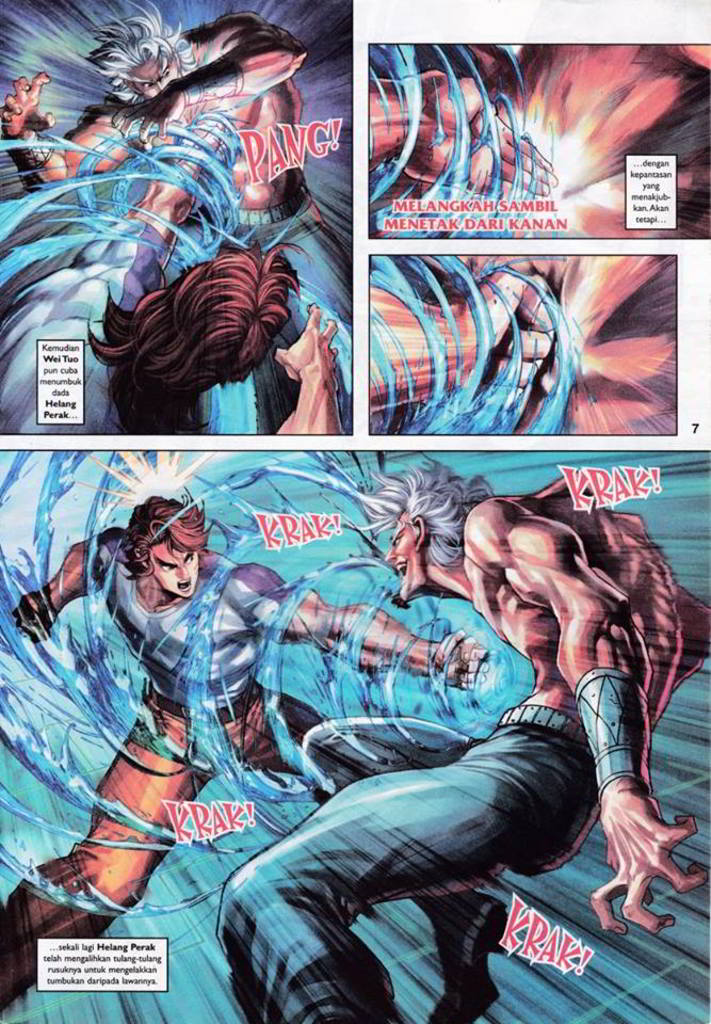 PANG!
Kemudian
Wei Tuo
pun cuba
menumbuk
dada
Helang
Perak...
MELANGKAH SAMBIL
MENETAK DARI KANAN
...dengan
kepantasan
yang
menakjub-
kan. Akan
tetapi...
7
KRAK!
KRAK!
KRAK!
KRAK!
...sekali lagi Helang Perak
telah mengalihkan tulang-tulang
rusuknya untuk mengelakkan
tumbukan daripada lawannya.